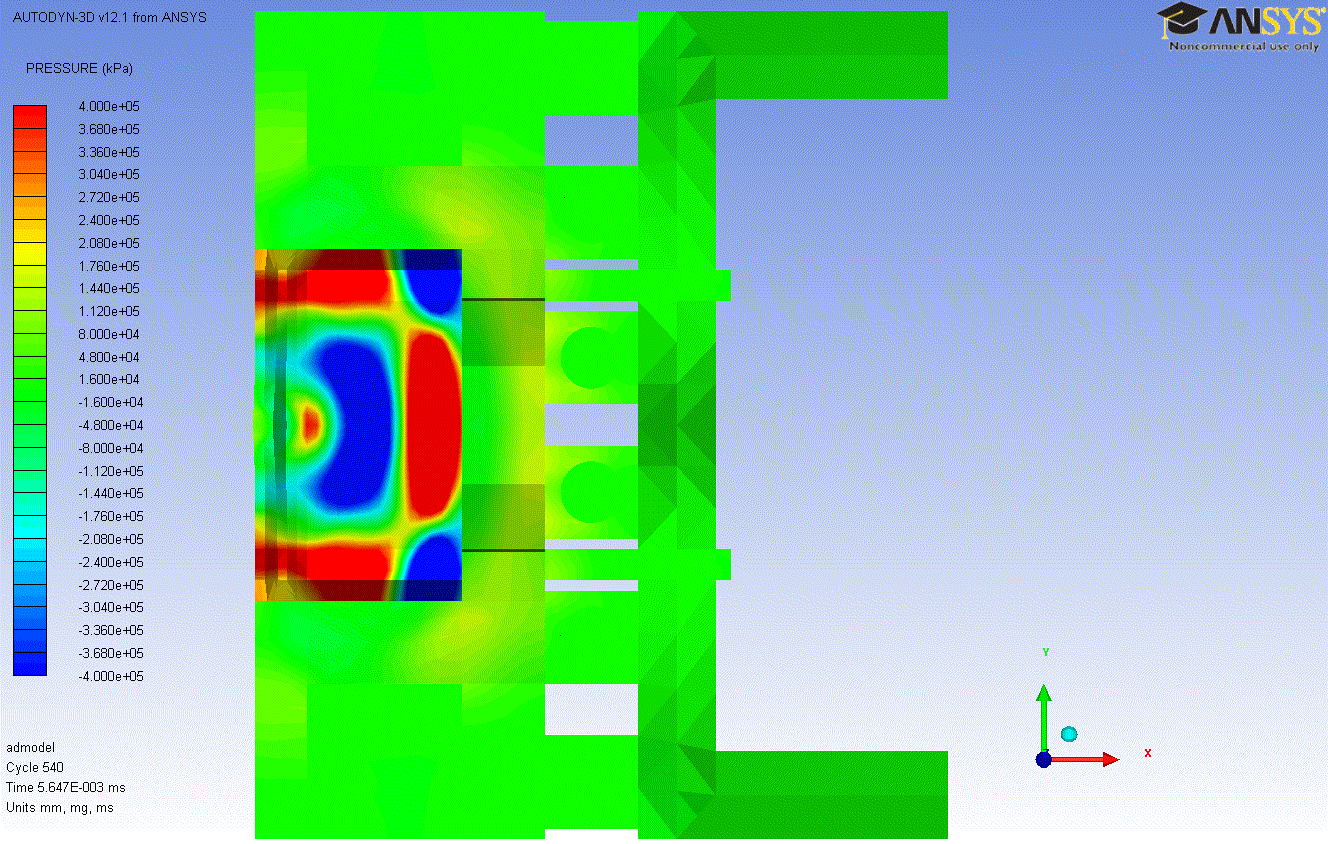 AUTODYN-3D v12.1 from ANSYS
ANSYS
Noncommercial use only
PRESSURE (kPa)
4.000e+05
3.680e+05
3.360e+05
3.040e+05
2.720e+05
2.400e+05
2.080e+05
1.760e+05
1.440e+05
1.120e+05
8.000e+04
4.800e+04
1.600e+04
-1.600e+04
-4.800e+04
-8.000e+04
-1.120e+05
-1.440e+05
-1.760e+05
-2.080e+05
-2.400e+05
-2.720e+05
-3.040e+05
-3.360e+05
-3.680e+05
-4.000e+05
Y
X
admodel
Cycle 540
Time 5.647E-003 ms
Units mm, mg, ms